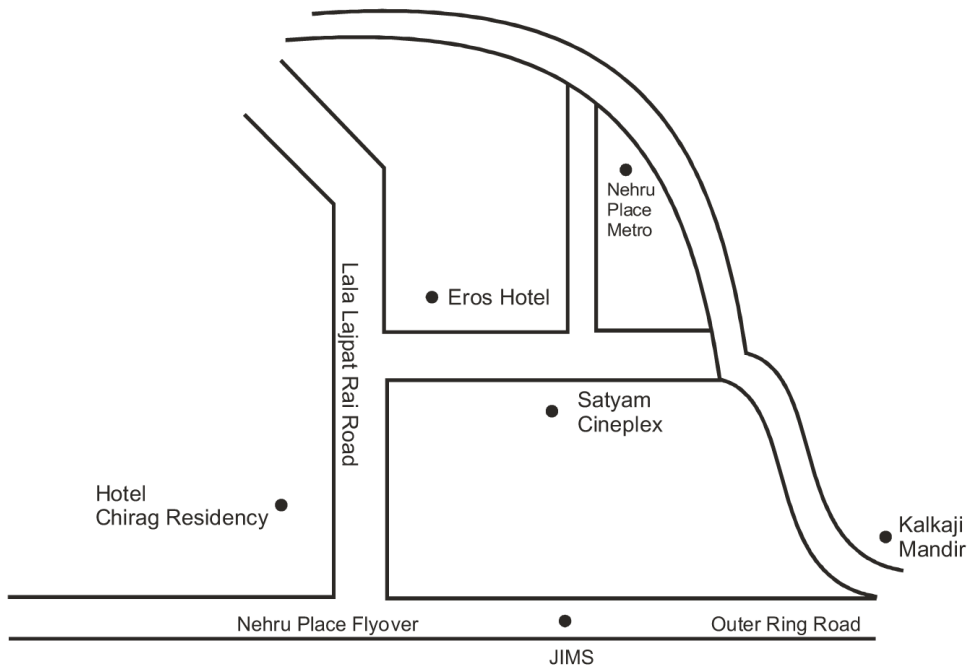 Nehru
Place
Metro
Eros Hotel
Lala Lajpat Rai Road
Satyam
Cineplex
Hotel
Chirag Residency
Kalkaji
Mandir
Nehru Place Flyover
Outer Ring Road
JIMS